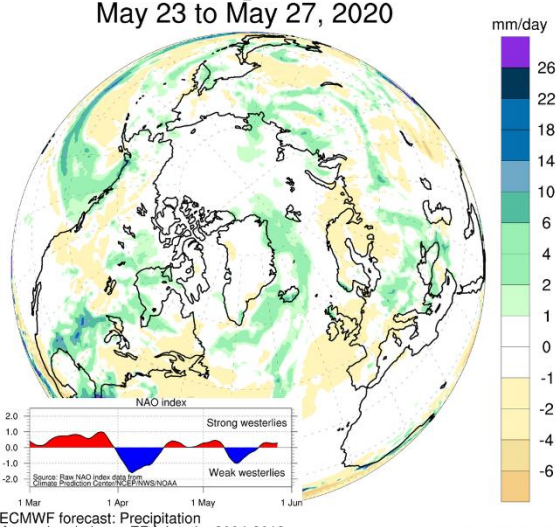 May 23 to May 27, 2020
mm/day
26
22
18
14
10
6
4
2
1
0
-1
-2
-4
-6
NAO index
2.0
1.0
0.0
-1.0
-2.0
Strong westerlies
Weak westerlies
Source: Raw NAO index data from
Climate Prediction Center/NCEP/NWS/NOAA
1 Mar
1 Apr
1 May
1 Jun
ECMWF forecast: Precipitation